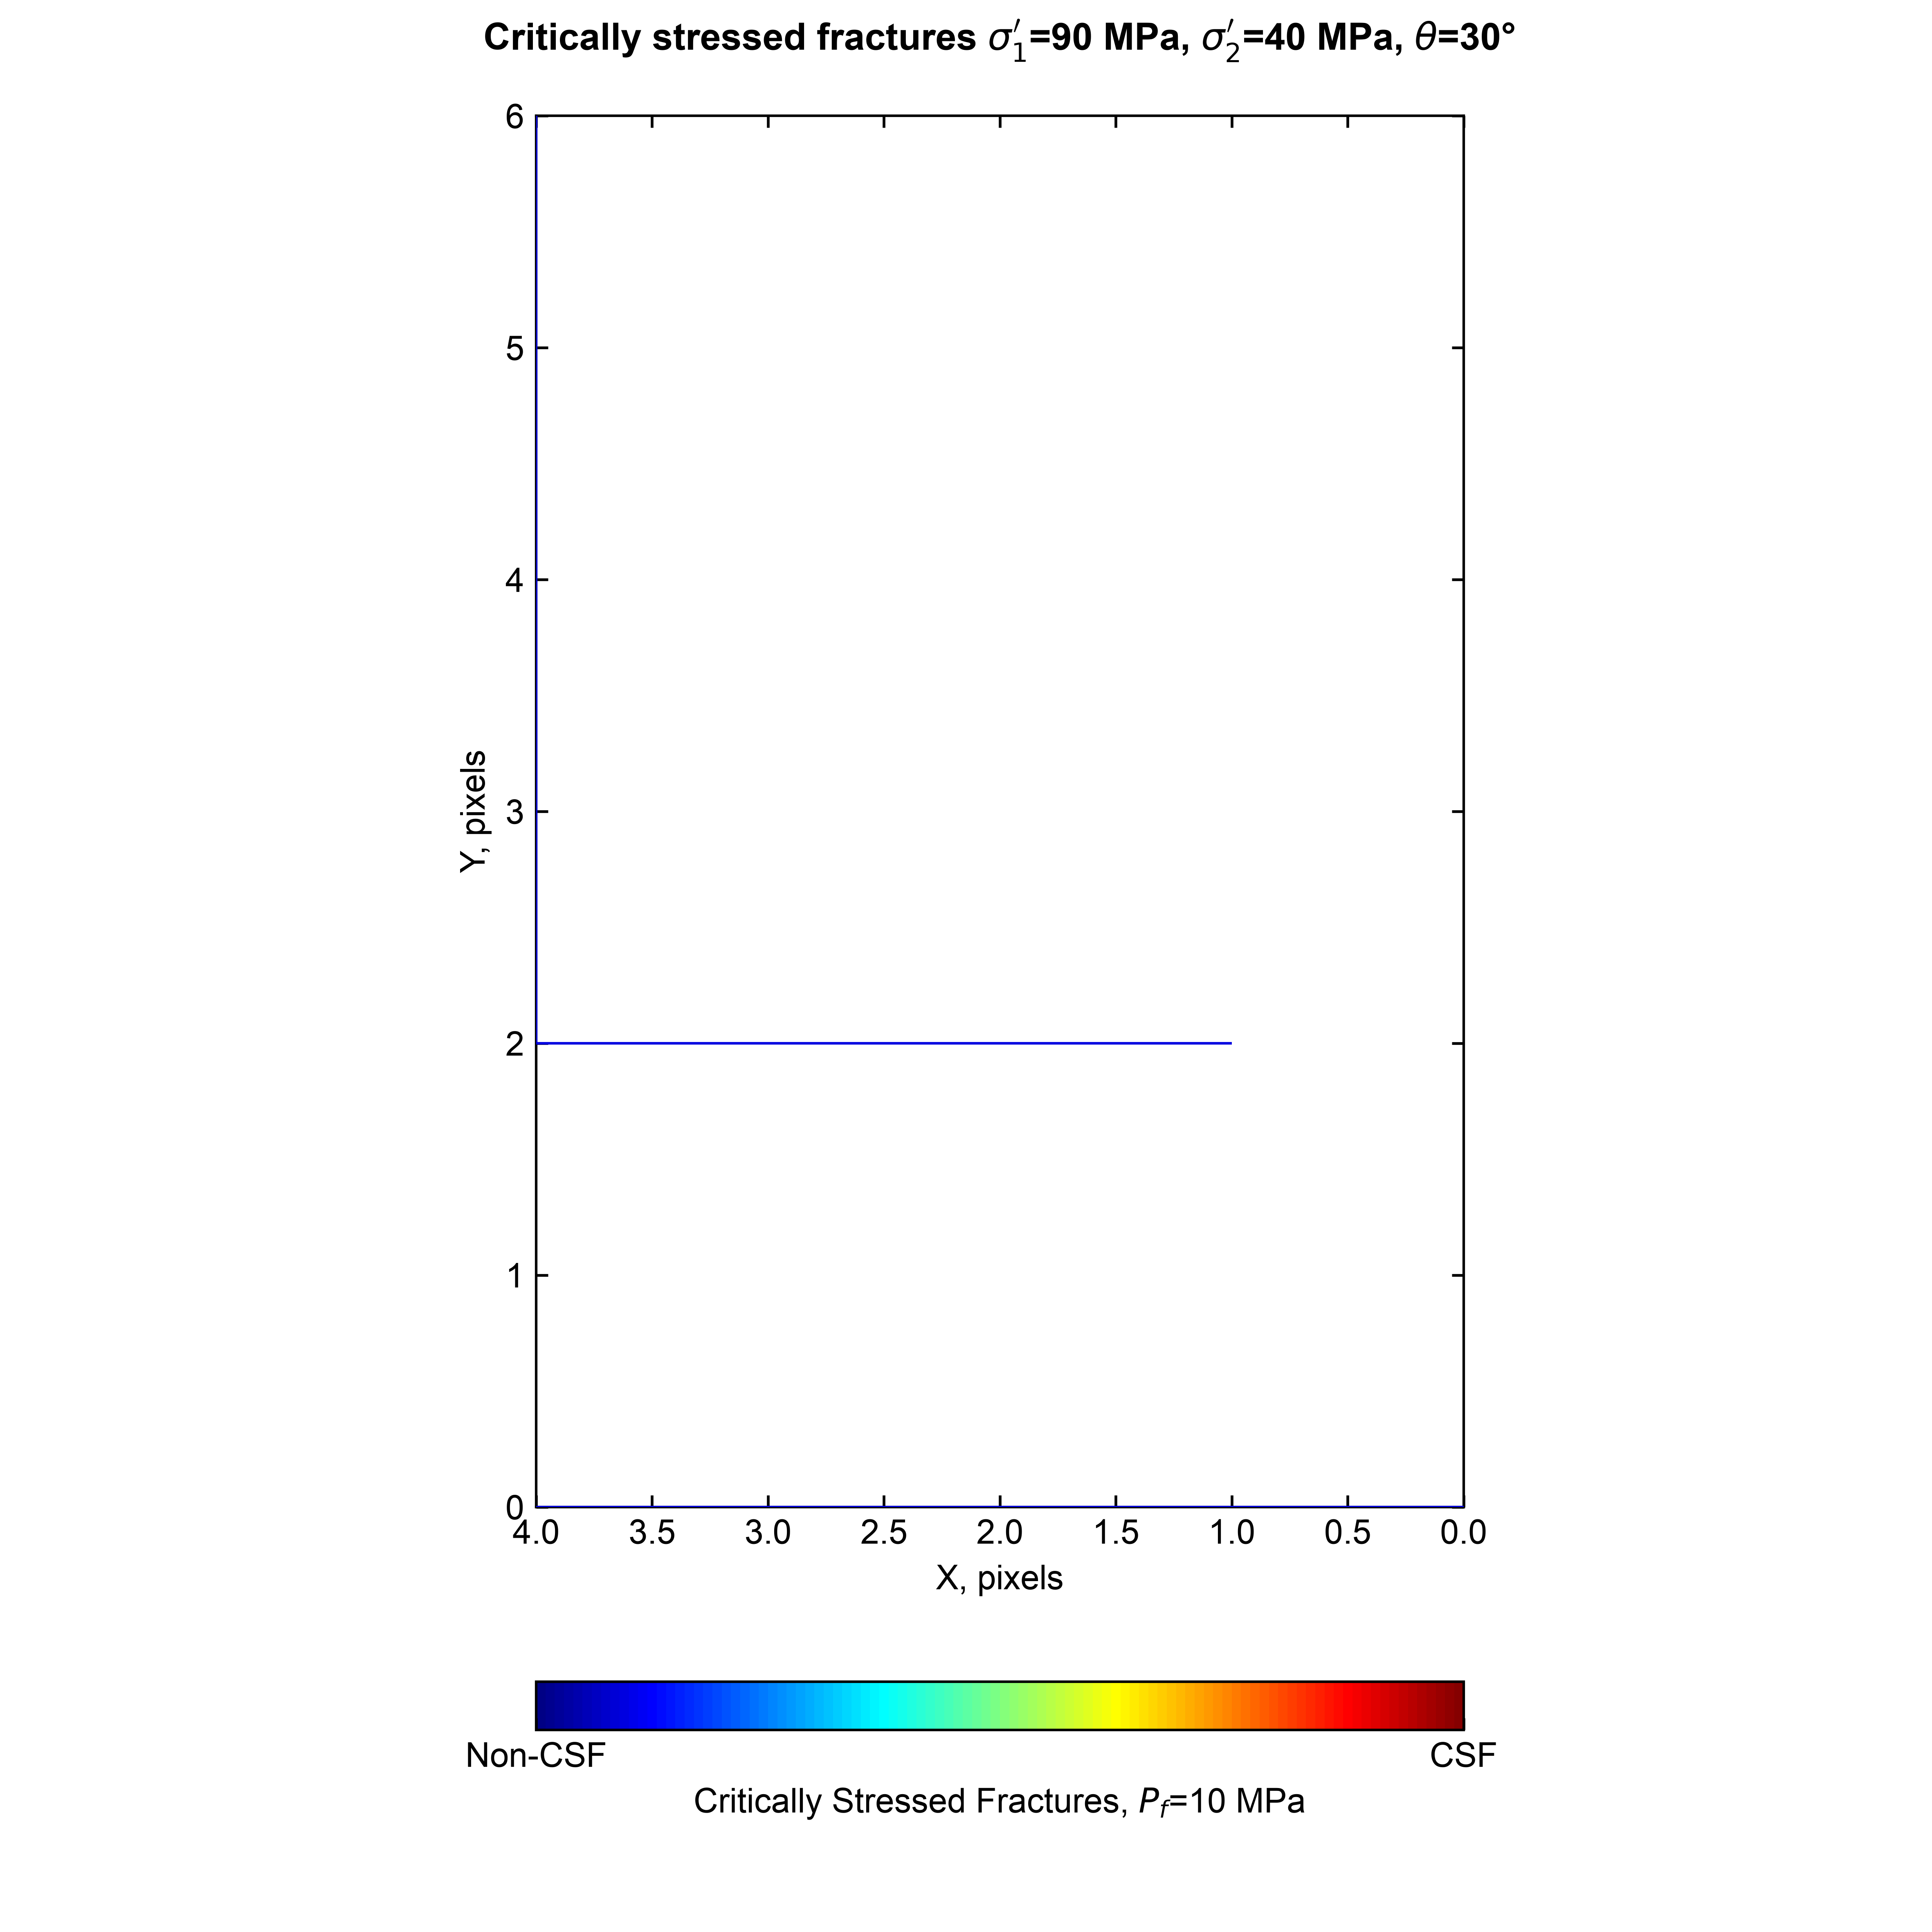 Critically stressed fractures σ′₁=90 MPa, σ′₂=40 MPa, θ=30°
6
5
4
3
2
1
0
Y, pixels
4.0 3.5 3.0 2.5 2.0 1.5 1.0 0.5 0.0
X, pixels
Non-CSF CSF
Critically Stressed Fractures, P_f=10 MPa